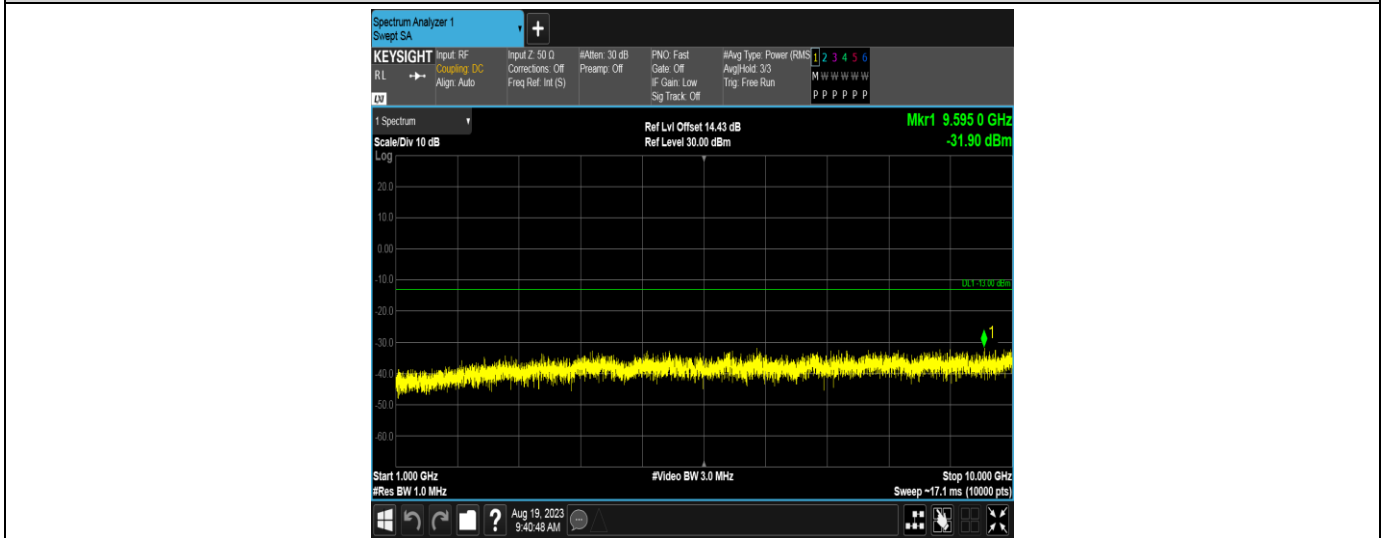 Spectrum Analyzer 1
Swept SA
+
KEYSIGHT
RL
LXI
Input: RF
Coupling: DC
Align: Auto
Input Z: 50 Ω
Corrections: Off
Freq Ref: Int (S)
#Atten: 30 dB
Preamp: Off
PNO: Fast
Gate: Off
IF Gain: Low
Sig Track: Off
#Avg Type: Power (RMS
Avg|Hold: 3/3
Trig: Free Run
1 2 3 4 5 6
M W W W W W
P P P P P P
1 Spectrum
Scale/Div 10 dB
Log
Ref Lvl Offset 14.43 dB
Ref Level 30.00 dBm
Mkr1 9.595 0 GHz
-31.90 dBm
20.0
10.0
0.00
-10.0
DL1 -13.00 dBm
-20.0
-30.0
1
-40.0
-50.0
-60.0
Start 1.000 GHz
#Res BW 1.0 MHz
#Video BW 3.0 MHz
Stop 10.000 GHz
Sweep ~17.1 ms (10000 pts)
?
Aug 19, 2023
9:40:48 AM